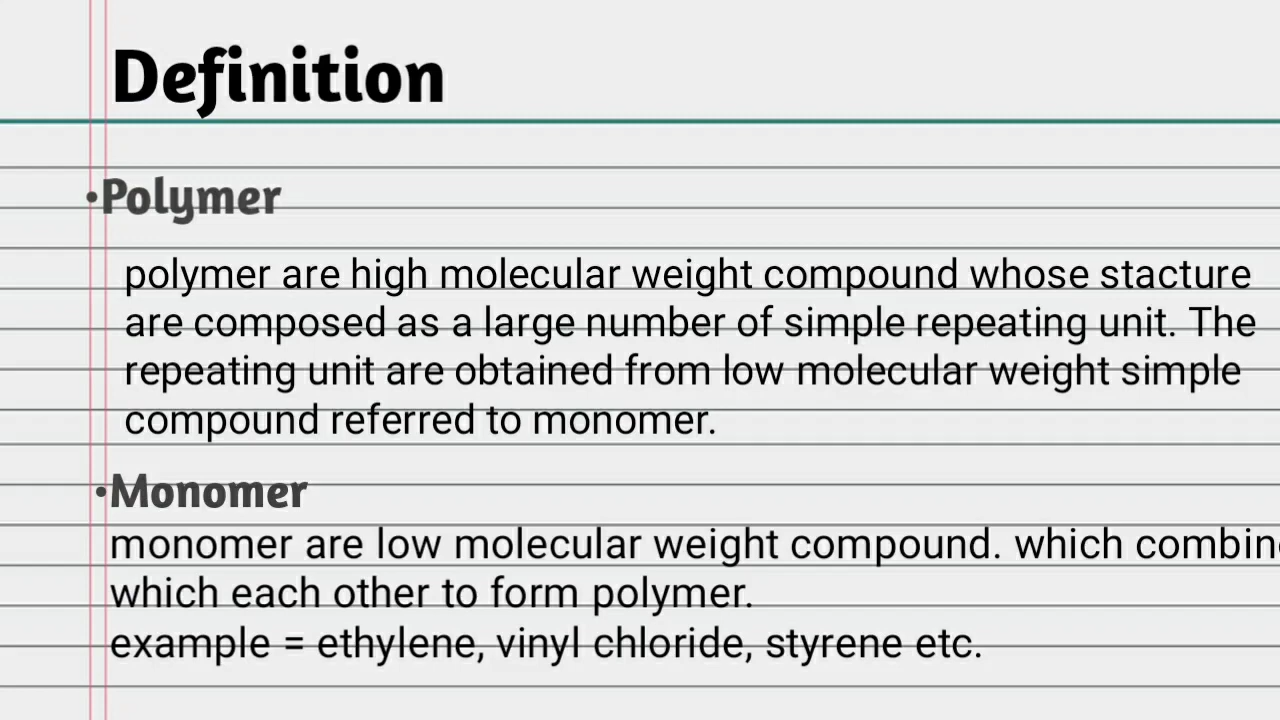 Definition
•Polymer
polymer are high molecular weight compound whose stacture
are composed as a large number of simple repeating unit. The
repeating unit are obtained from low molecular weight simple
compound referred to monomer.
•Monomer
monomer are low molecular weight compound. which combine
which each other to form polymer.
example = ethylene, vinyl chloride, styrene etc.